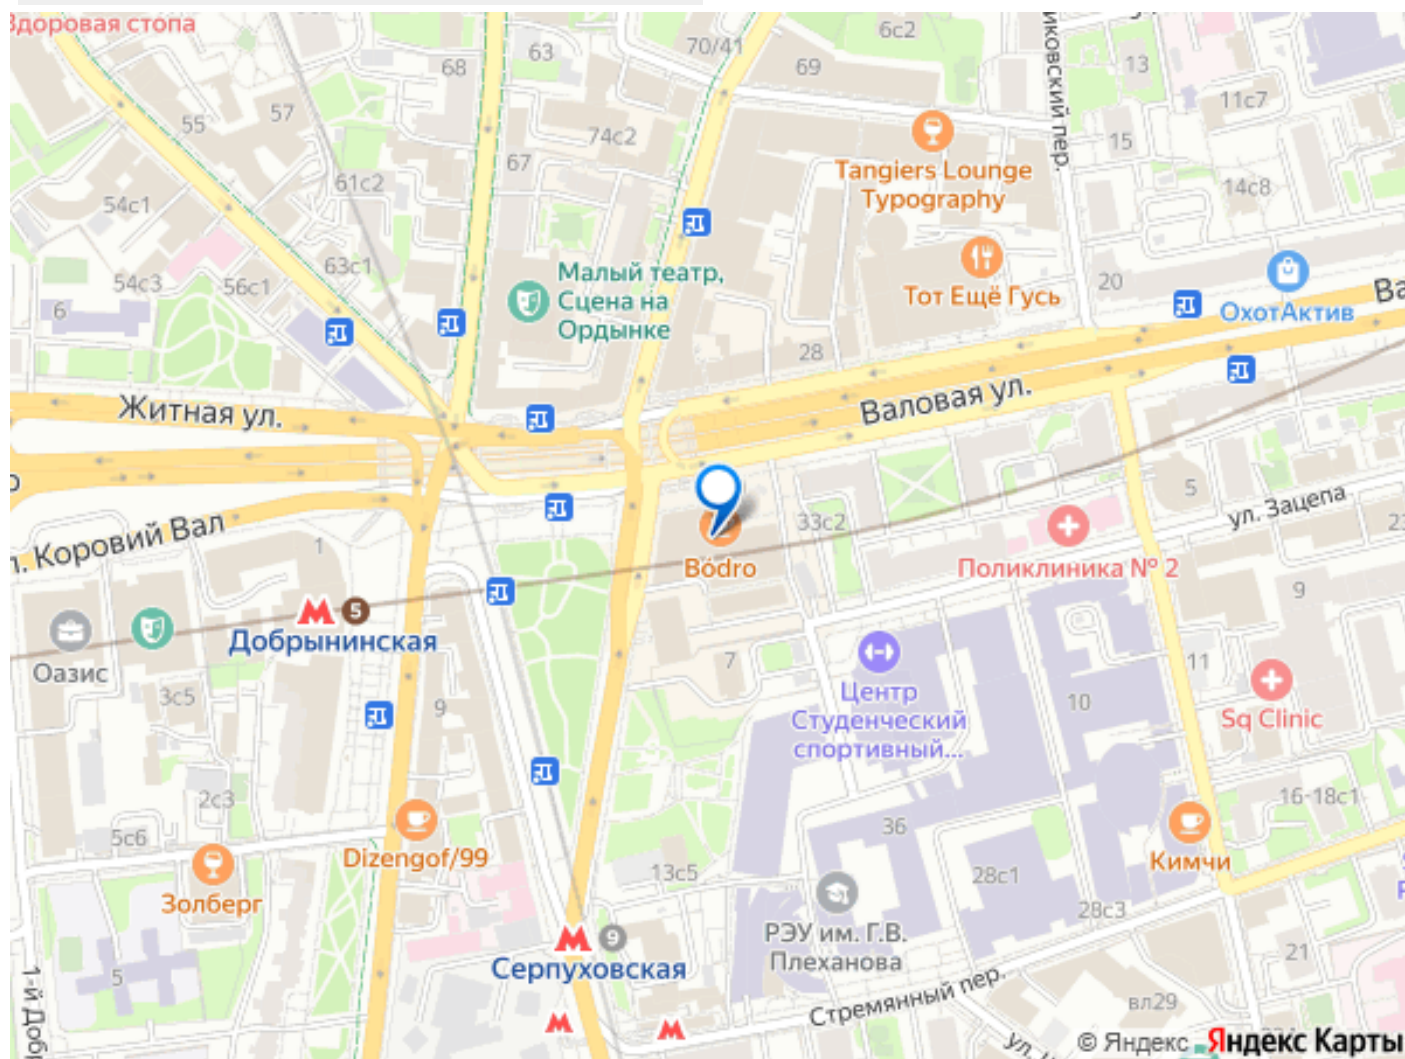 Здоровая стопа
63
70/41
6с2
69
68
13
11с7
57
55
74с2
15
67
Tangiers Lounge
Typography
61с2
14с8
54с1
63с1
Малый театр,
Сцена на
Ордынке
54с3
56с1
20
6
Тот Ещё Гусь
ОхотАктив
28
Житная ул.
Валовая ул.
5
33с2
ул. Зацепа
Коровий Вал
1
Bódro
Поликлиника № 2
9
5
Добрынинская
Оазис
7
11
3с5
9
Центр
Студенческий
спортивный...
10
Sq Clinic
2с3
16-18с1
5с6
36
Dizengof/99
Кимчи
13с5
28с1
Золберг
28с3
9
РЭУ им. Г.В.
Плеханова
21
Серпуховская
5
Стремянный пер.
вл29
© Яндекс Яндекс Карты